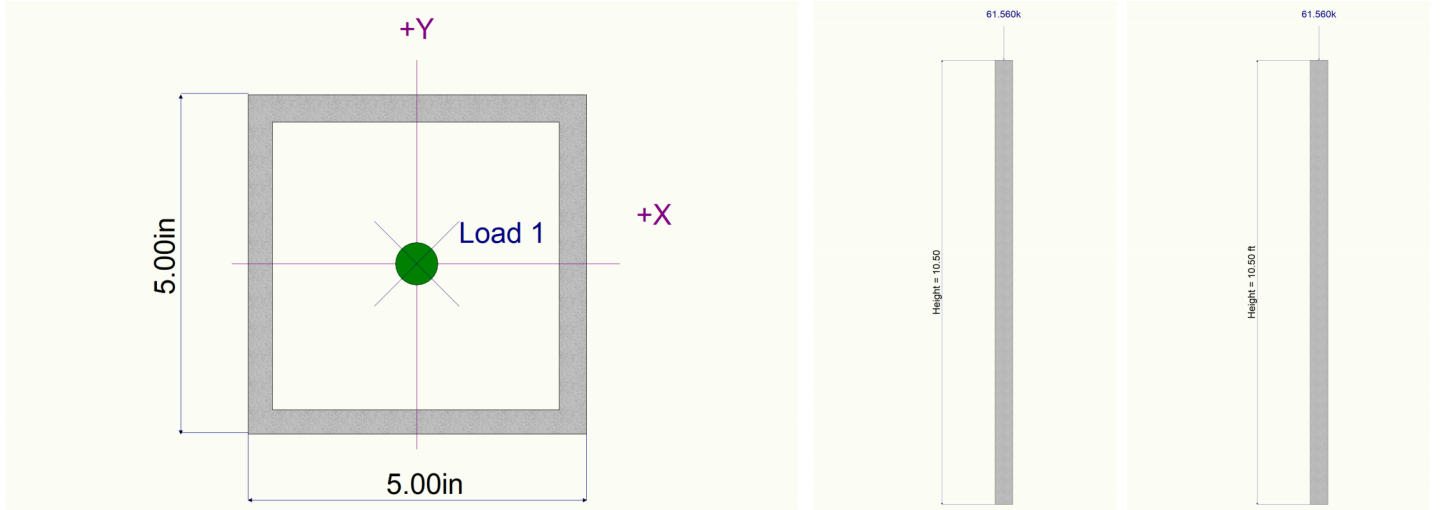 +Y
+X
Load 1
5.00in
5.00in
61.560k
Height = 10.50
61.560k
Height = 10.50 ft